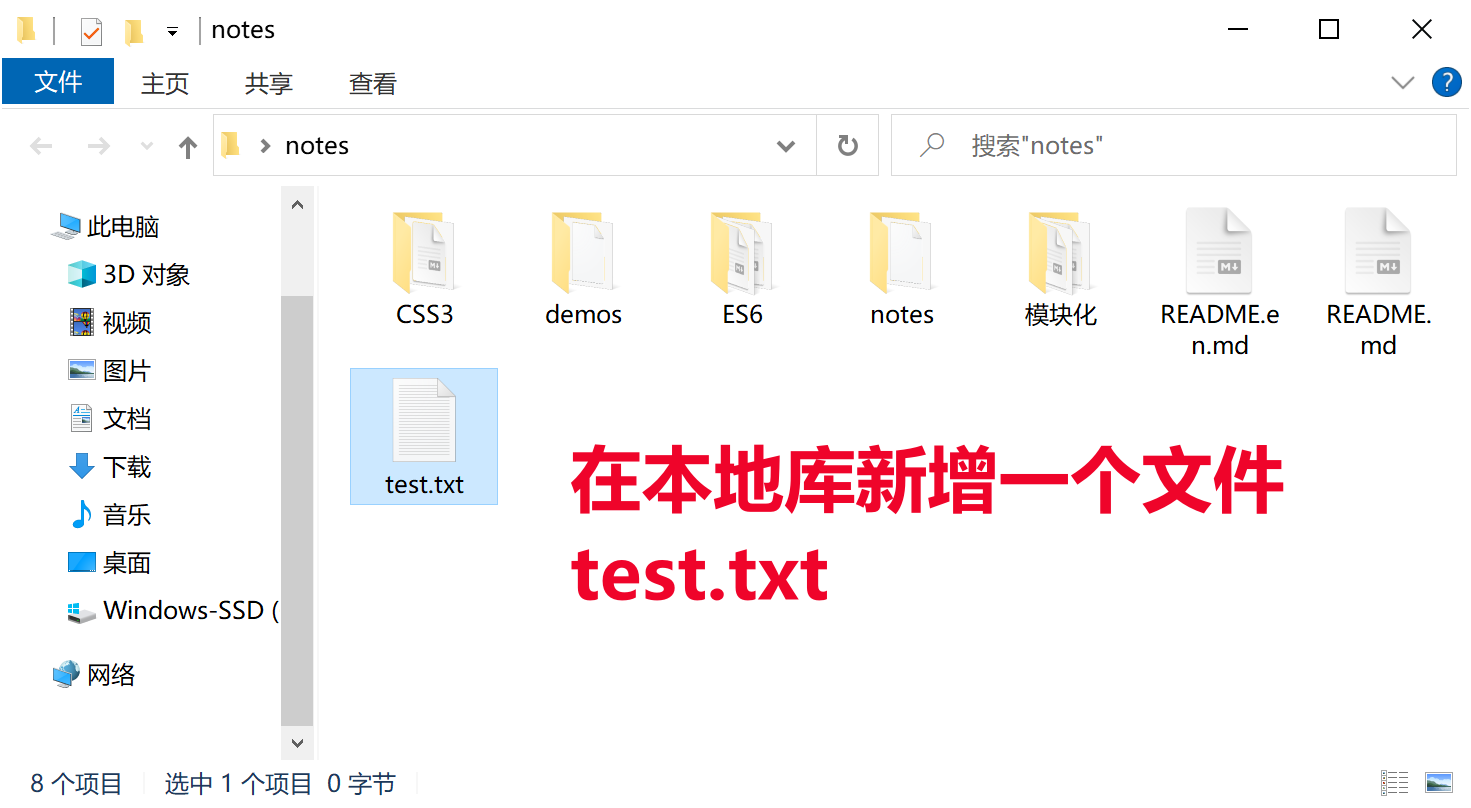 notes
文件 主页 共享 查看
notes
搜索"notes"
此电脑
3D 对象
视频
图片
文档
下载
音乐
桌面
Windows-SSD (
网络
CSS3 demos ES6 notes 模块化 README.e README.
n.md md
test.txt
在本地库新增一个文件
test.txt
8 个项目 选中 1 个项目 0 字节